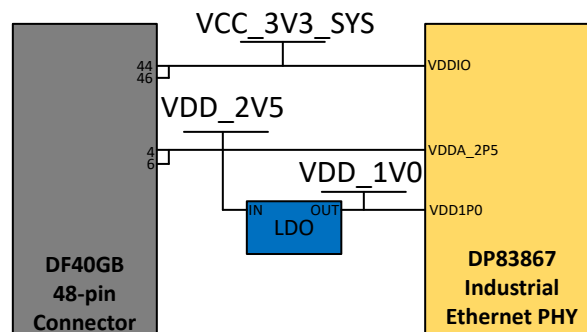 VCC_3V3_SYS
44
46
VDDIO
VDD_2V5
4
6
VDDA_2P5
VDD_1V0
IN OUT
LDO
VDD1P0
DF40GB
48-pin
Connector
DP83867
Industrial
Ethernet PHY